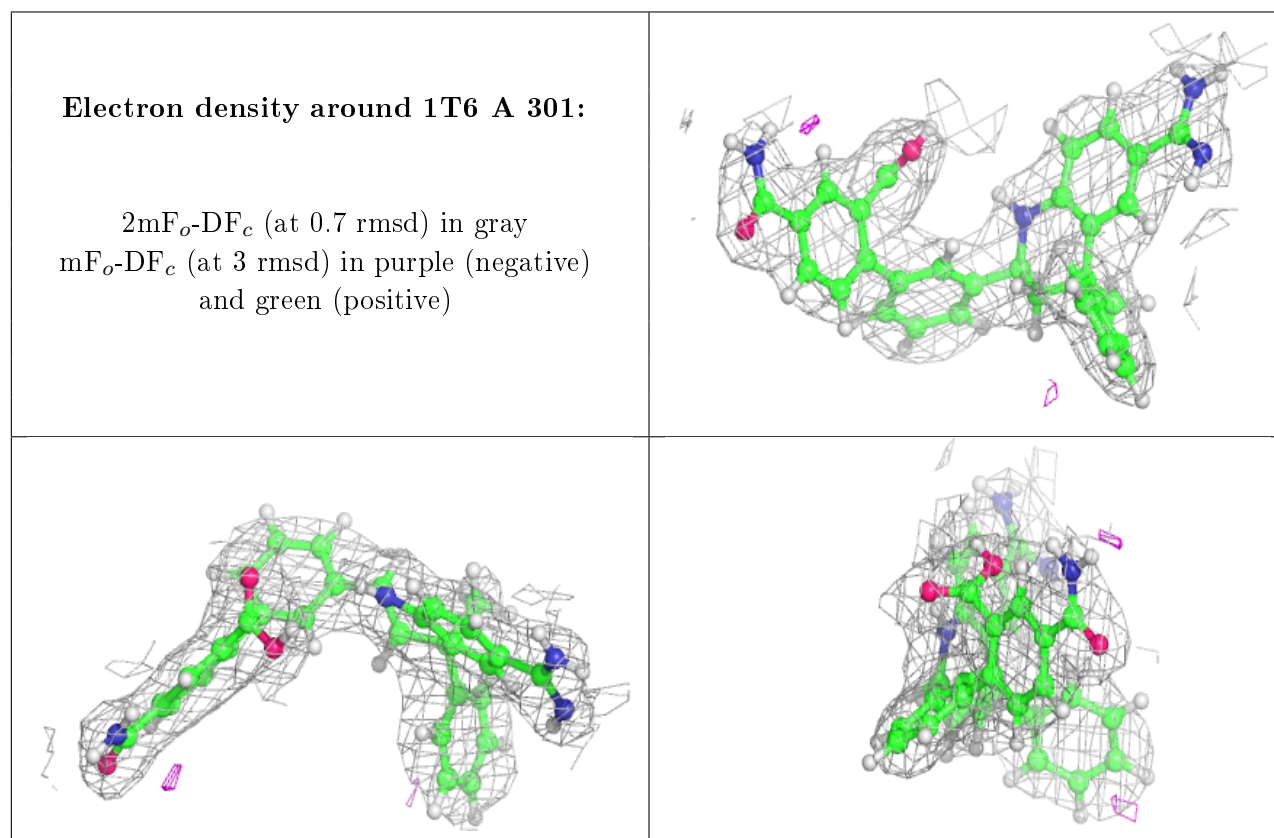 Electron density around 1T6 A 301:
2mFo-DFc (at 0.7 rmsd) in gray
mFo-DFc (at 3 rmsd) in purple (negative)
and green (positive)